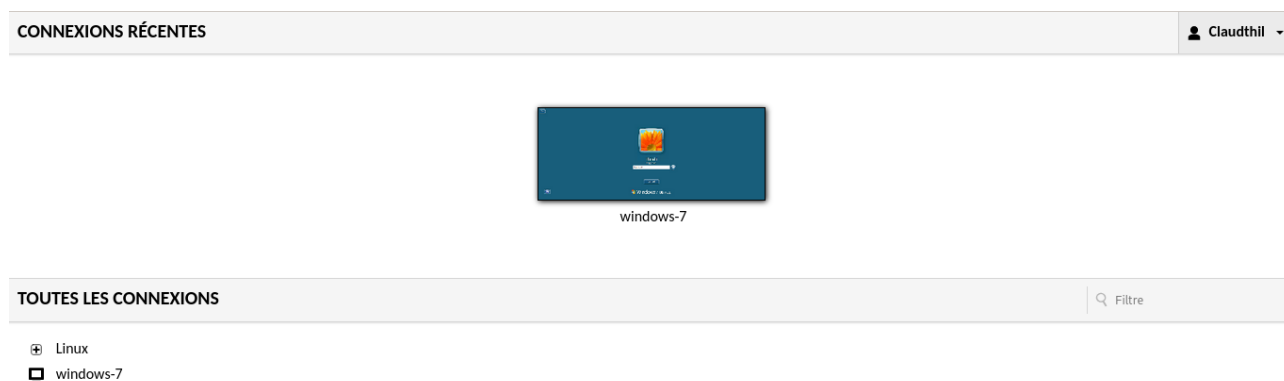 CONNEXIONS RÉCENTES
Claudthil
windows-7
TOUTES LES CONNEXIONS
Filtre
Linux
windows-7